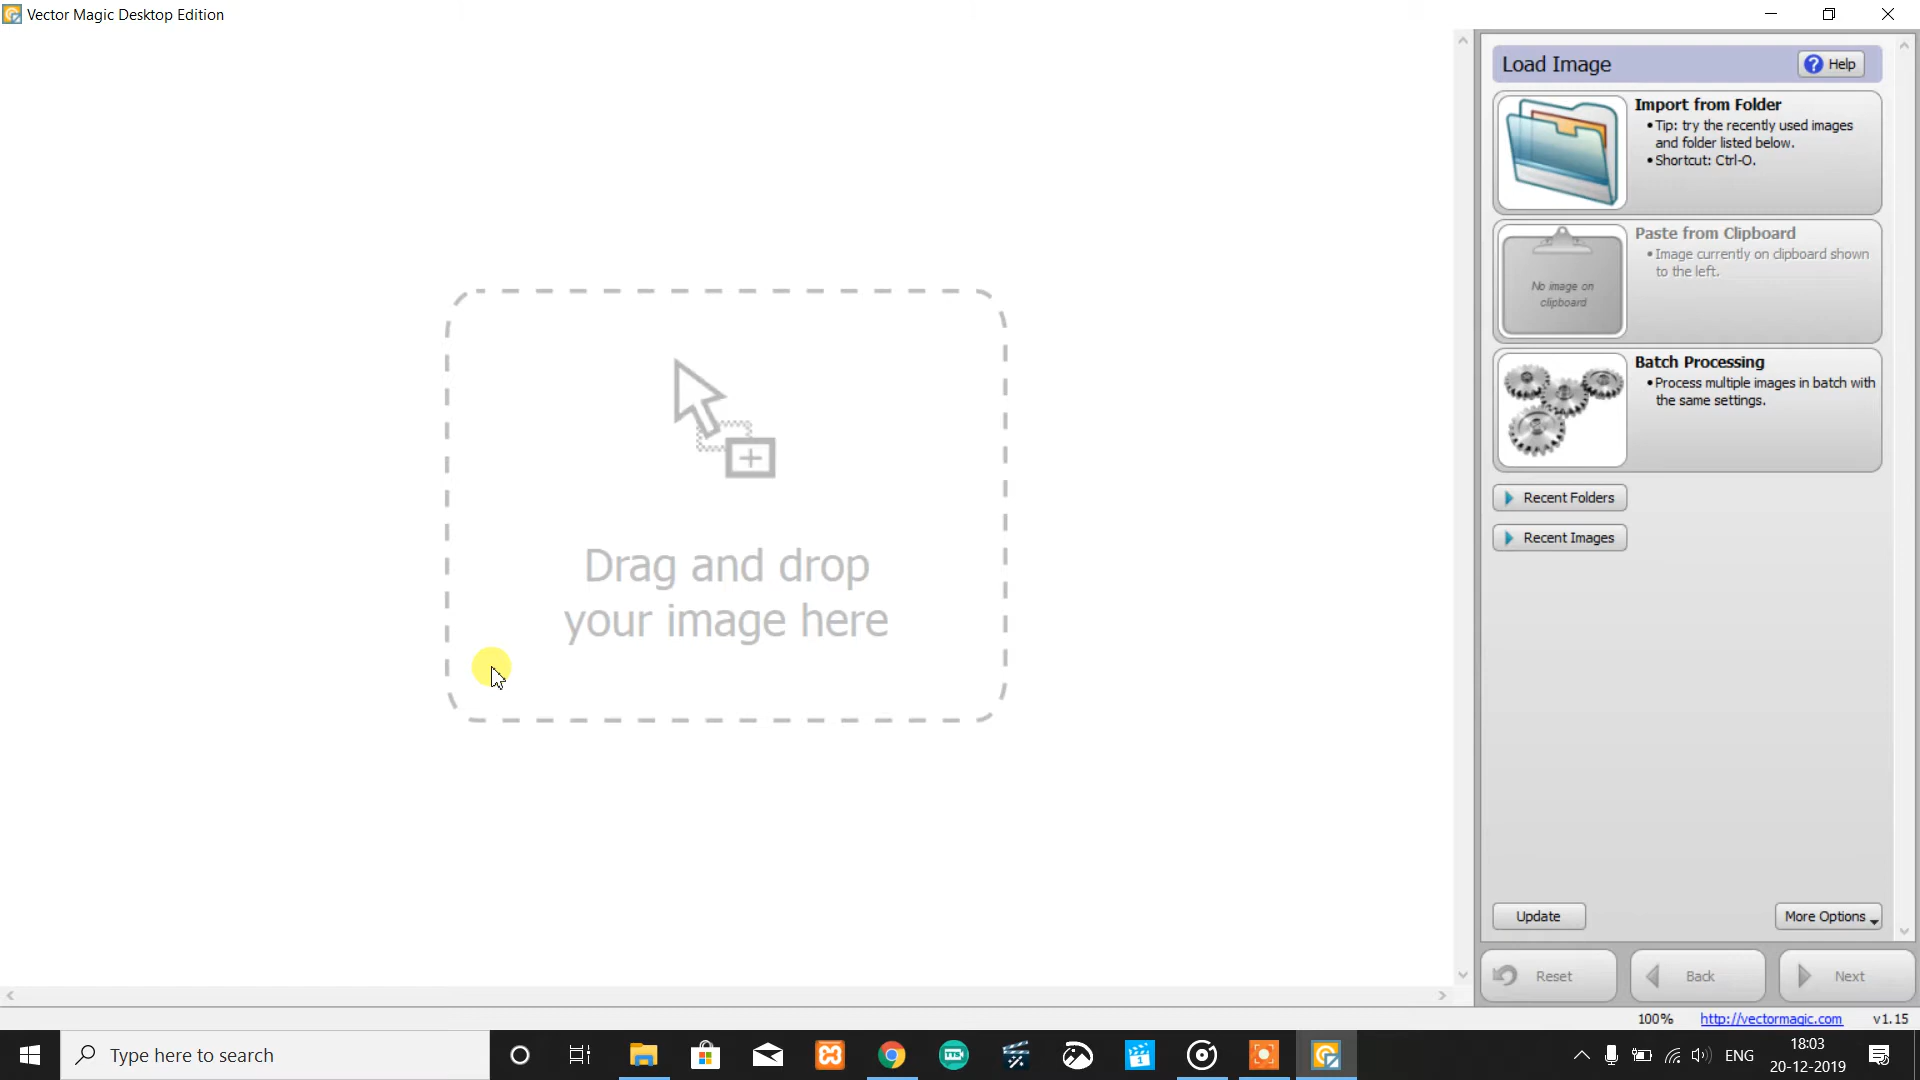 Vector Magic Desktop Edition
Load Image
Help
Import from Folder
•Tip: try the recently used images
and folder listed below.
•Shortcut: Ctrl-O.
Paste from Clipboard
•Image currently on clipboard shown
to the left.
No image on
clipboard
Batch Processing
•Process multiple images in batch with
the same settings.
Recent Folders
Recent Images
Drag and drop
your image here
Update
More Options
Reset
Back
Next
100%
http://vectormagic.com
v1.15
Type here to search
ENG
18:03
20-12-2019